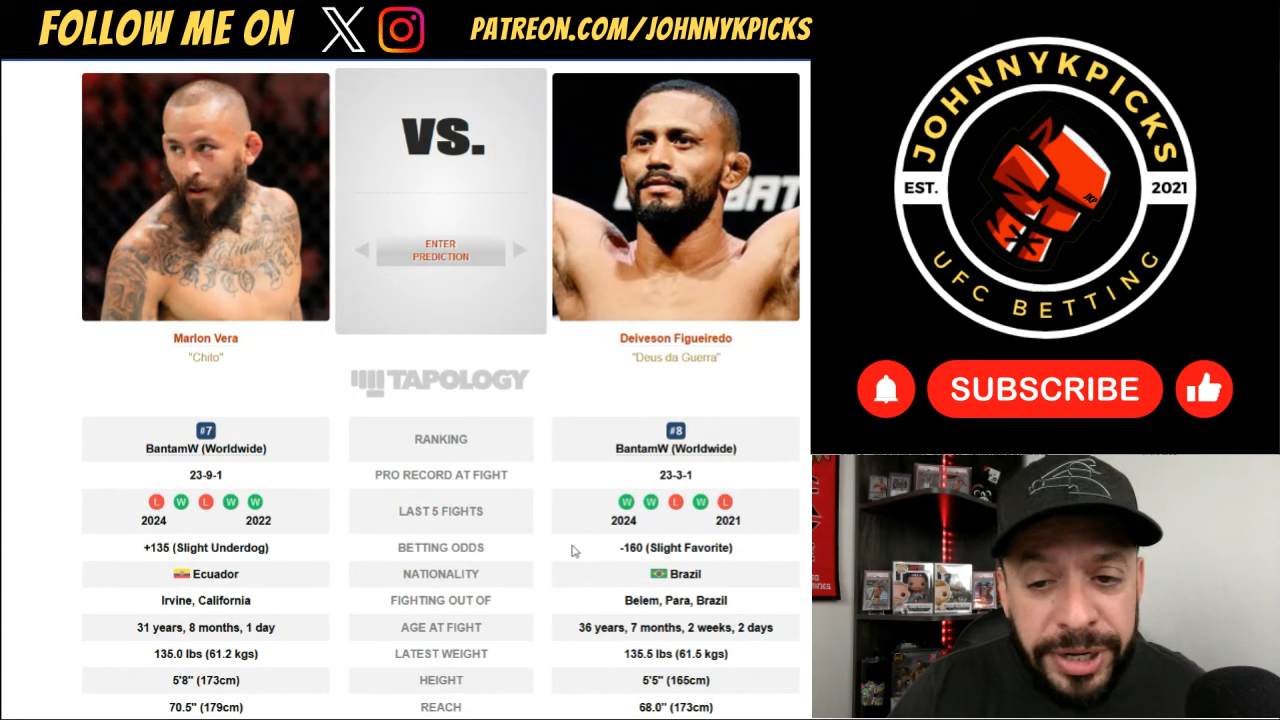 FOLLOW ME ON
PATREON.COM/JOHNNYKPICKS
VS.
ENTER
PREDICTION
Marlon Vera
Deiveson Figueiredo
"Chito"
"Deus da Guerra"
TAPOLOGY
#7
BantamW (Worldwide)
RANKING
#8
BantamW (Worldwide)
23-9-1
PRO RECORD AT FIGHT
23-3-1
L W L W W
2024 2022
LAST 5 FIGHTS
W W L W L
2024 2021
+135 (Slight Underdog)
BETTING ODDS
-160 (Slight Favorite)
Ecuador
NATIONALITY
Brazil
Irvine, California
FIGHTING OUT OF
Belem, Para, Brazil
31 years, 8 months, 1 day
AGE AT FIGHT
36 years, 7 months, 2 weeks, 2 days
135.0 lbs (61.2 kgs)
LATEST WEIGHT
135.5 lbs (61.5 kgs)
5'8" (173cm)
HEIGHT
5'5" (165cm)
70.5" (179cm)
REACH
68.0" (173cm)
JOHNNYKPICKS
EST.
2021
JKP
UFC BETTING
SUBSCRIBE